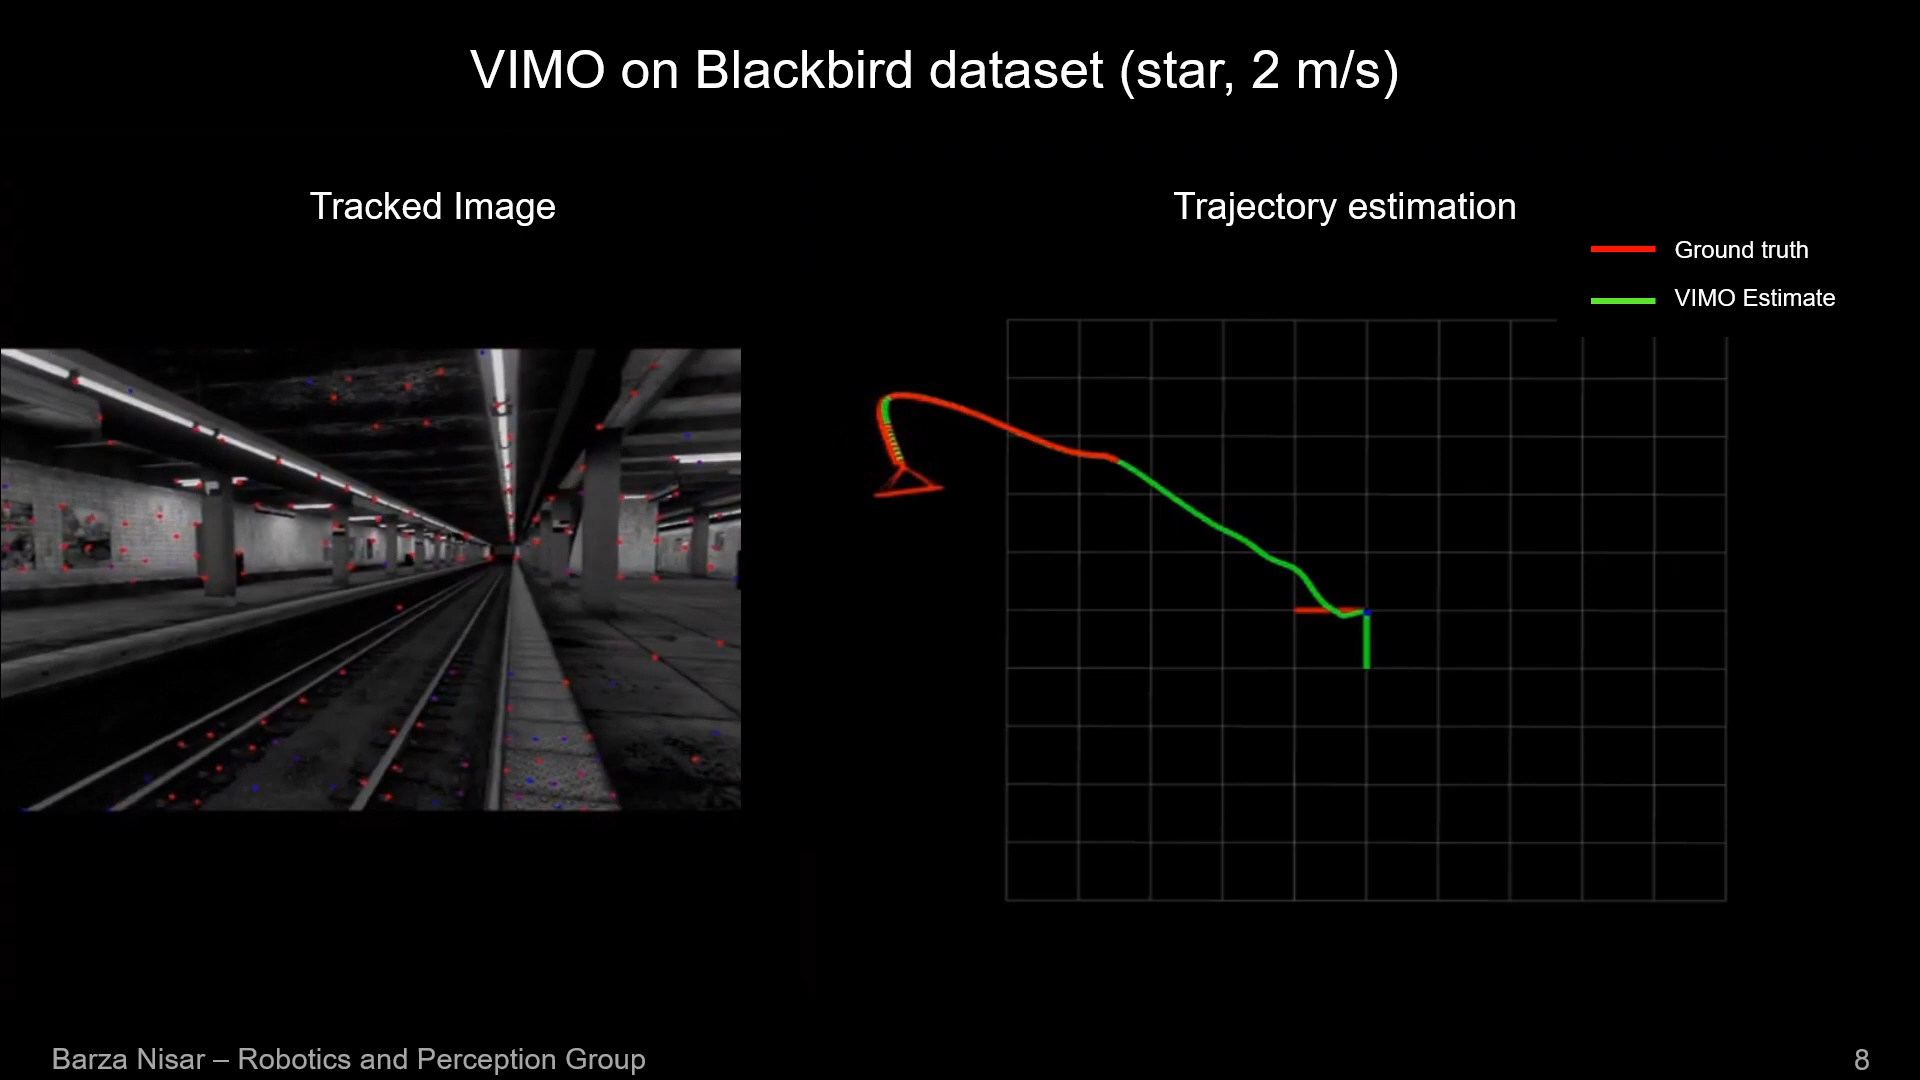 VIMO on Blackbird dataset (star, 2 m/s)
Tracked Image
Trajectory estimation
Ground truth
VIMO Estimate
Barza Nisar – Robotics and Perception Group
8